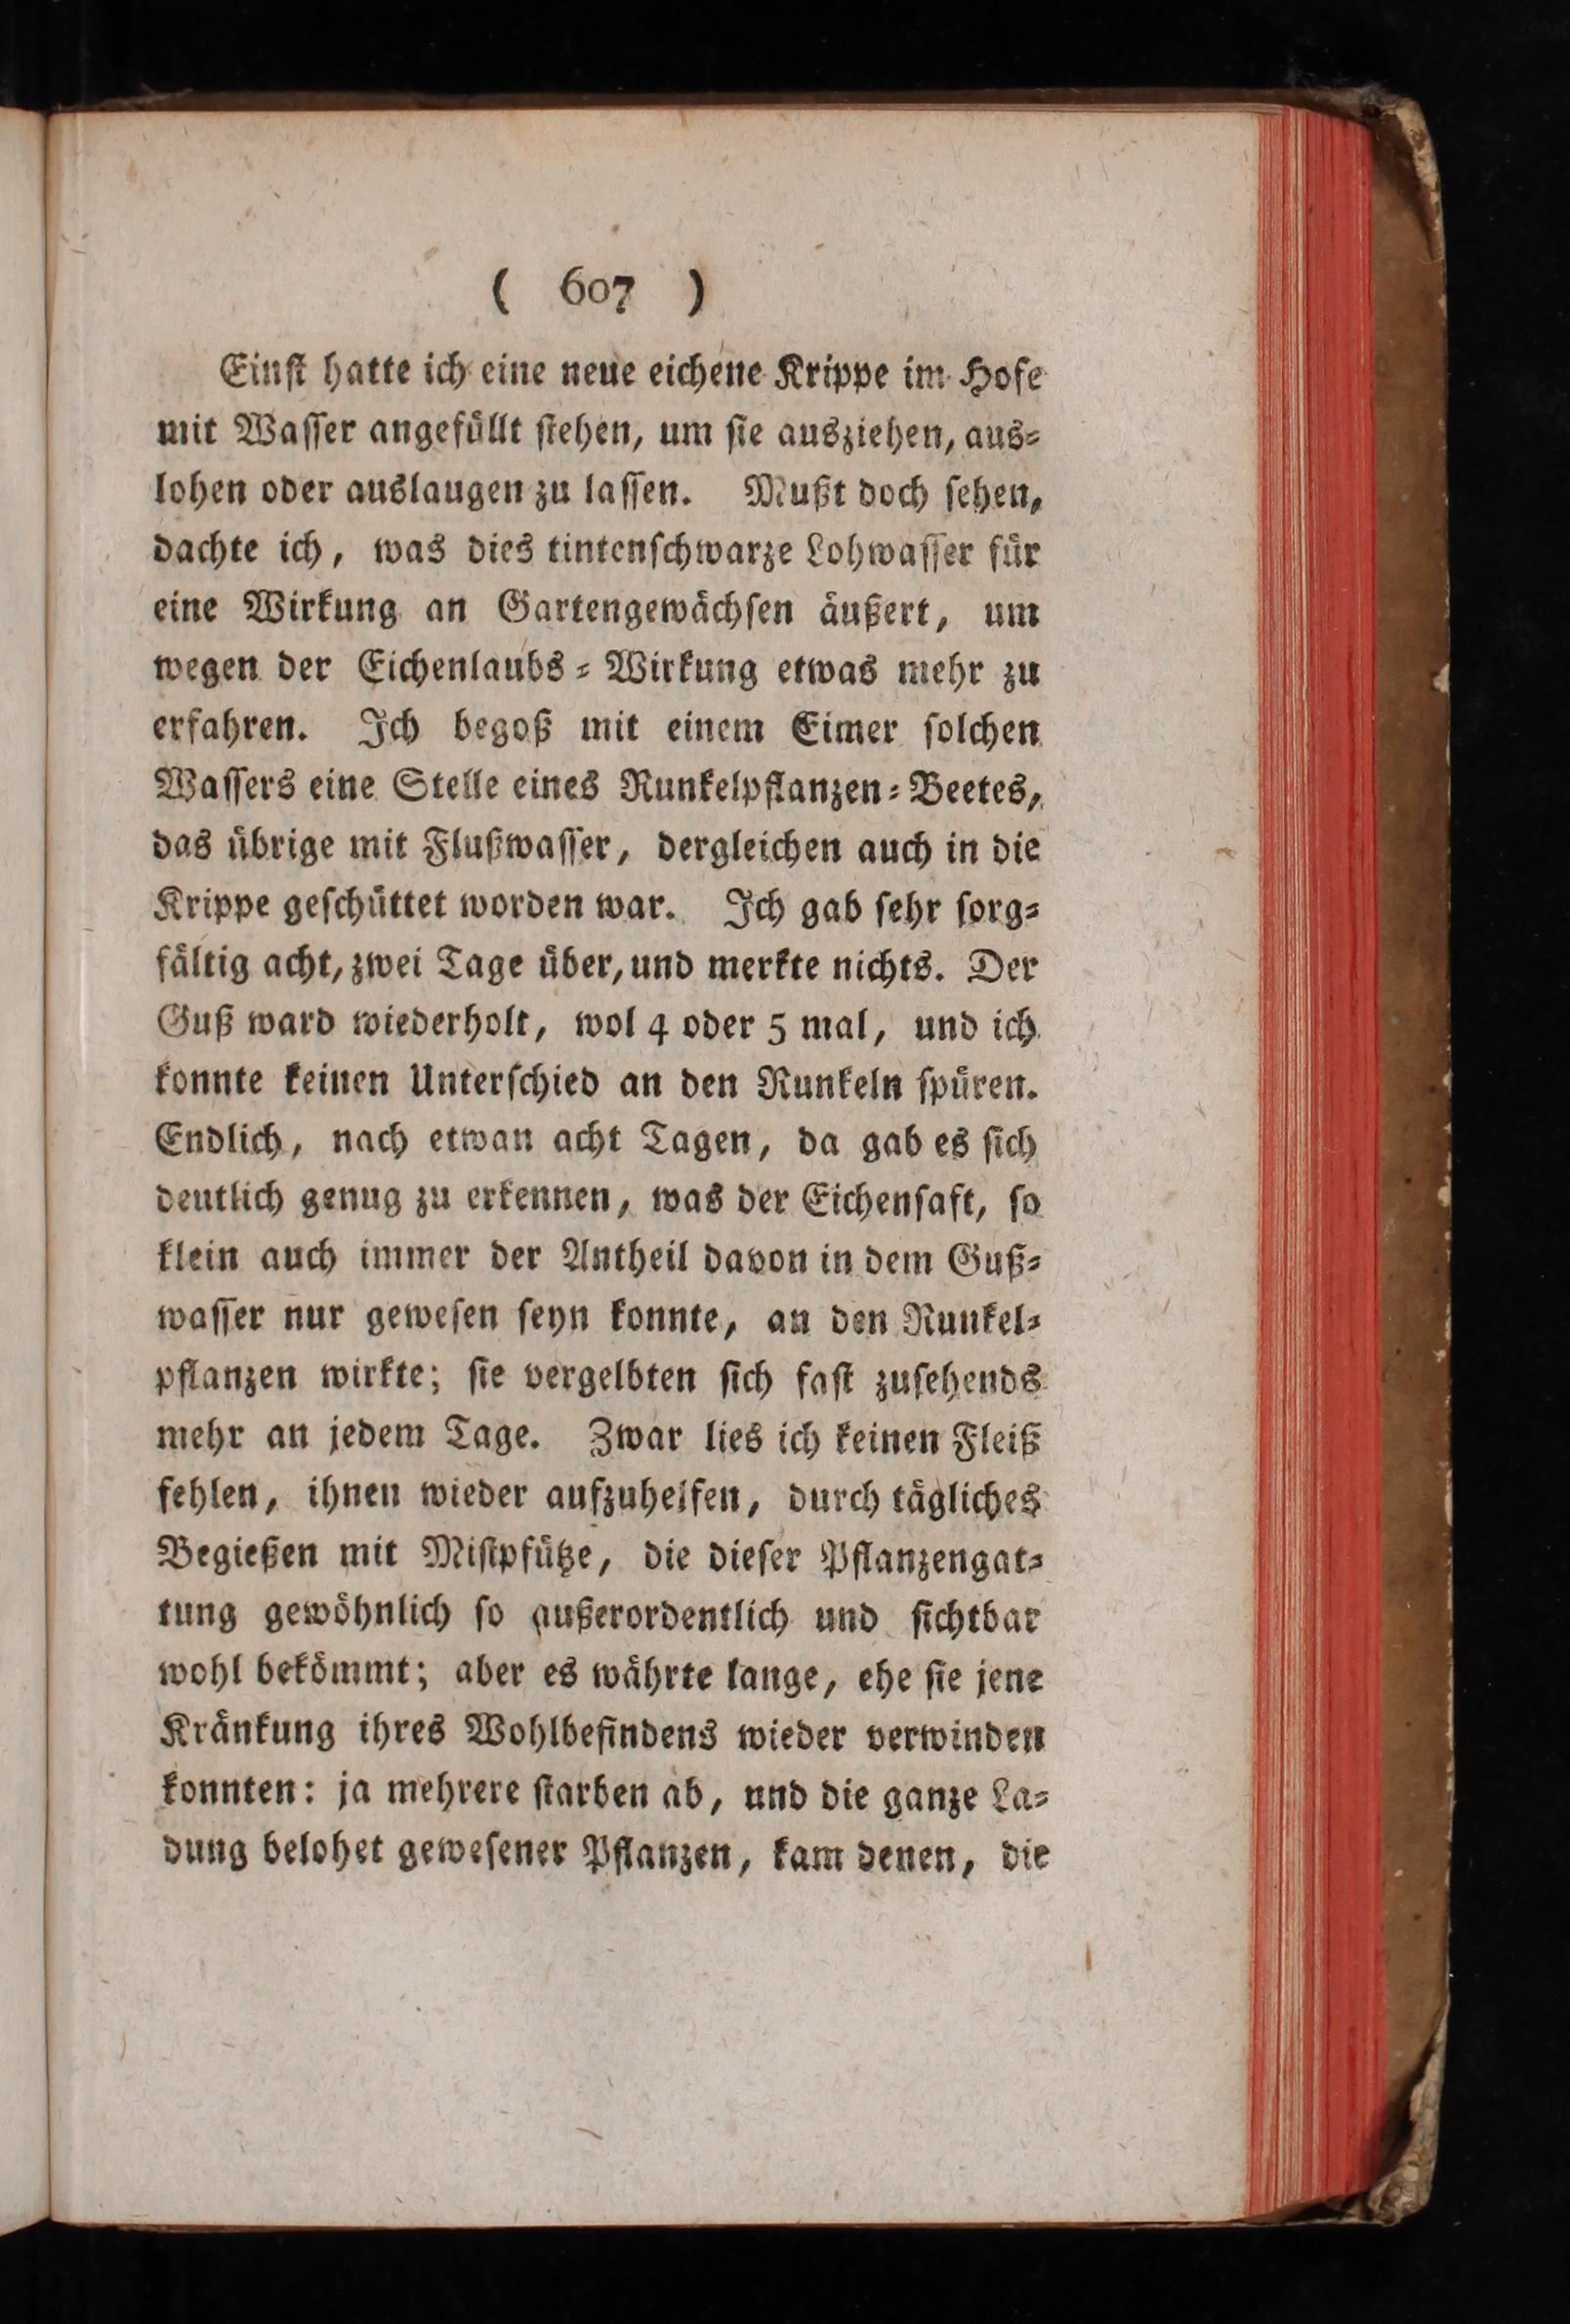 ( 607 )
Einſt hatte ich eine neue eichene Krippe im Hofe
mit Waſſer angefüllt ſtehen, um ſie ausziehen, aus⸗
lohen oder auslaugen zu laſſen. Mußt doch ſehen,
dachte ich, was dies tintenſchwarze Lohwaſſer für
eine Wirkung an Gartengewächſen äußert, um
wegen der Eichenlaubs⸗Wirkung etwas mehr zu
erfahren. Ich begoß mit einem Eimer ſolchen
Waſſers eine Stelle eines Runkelpflanzen⸗Beetes,
das übrige mit Flußwaſſer, dergleichen auch in die
Krippe geſchüttet worden war. Ich gab ſehr ſorg⸗
fältig acht, zwei Tage über, und merkte nichts. Der
Guß ward wiederholt, wol 4 oder 5 mal, und ich
konnte keinen Unterſchied an den Runkeln ſpüren.
Endlich, nach etwan acht Tagen, da gab es ſich
deutlich genug zu erkennen, was der Eichenſaft, ſo
klein auch immer der Antheil davon in dem Guß⸗
waſſer nur geweſen ſeyn konnte, an den Runkel⸗
pflanzen wirkte; ſie vergelbten ſich faſt zuſehends
mehr an jedem Tage. Zwar lies ich keinen Fleiß
fehlen, ihnen wieder aufzuhelfen, durch tägliches
Begießen mit Miſtpfütze, die dieſer Pflanzengat⸗
tung gewöhnlich ſo außerordentlich und ſichtbar
wohl bekömmt; aber es währte lange, ehe ſie jene
Kränkung ihres Wohlbefindens wieder verwinden
konnten: ja mehrere ſtarben ab, und die ganze La⸗
dung belohet geweſener Pflanzen, kam denen, die